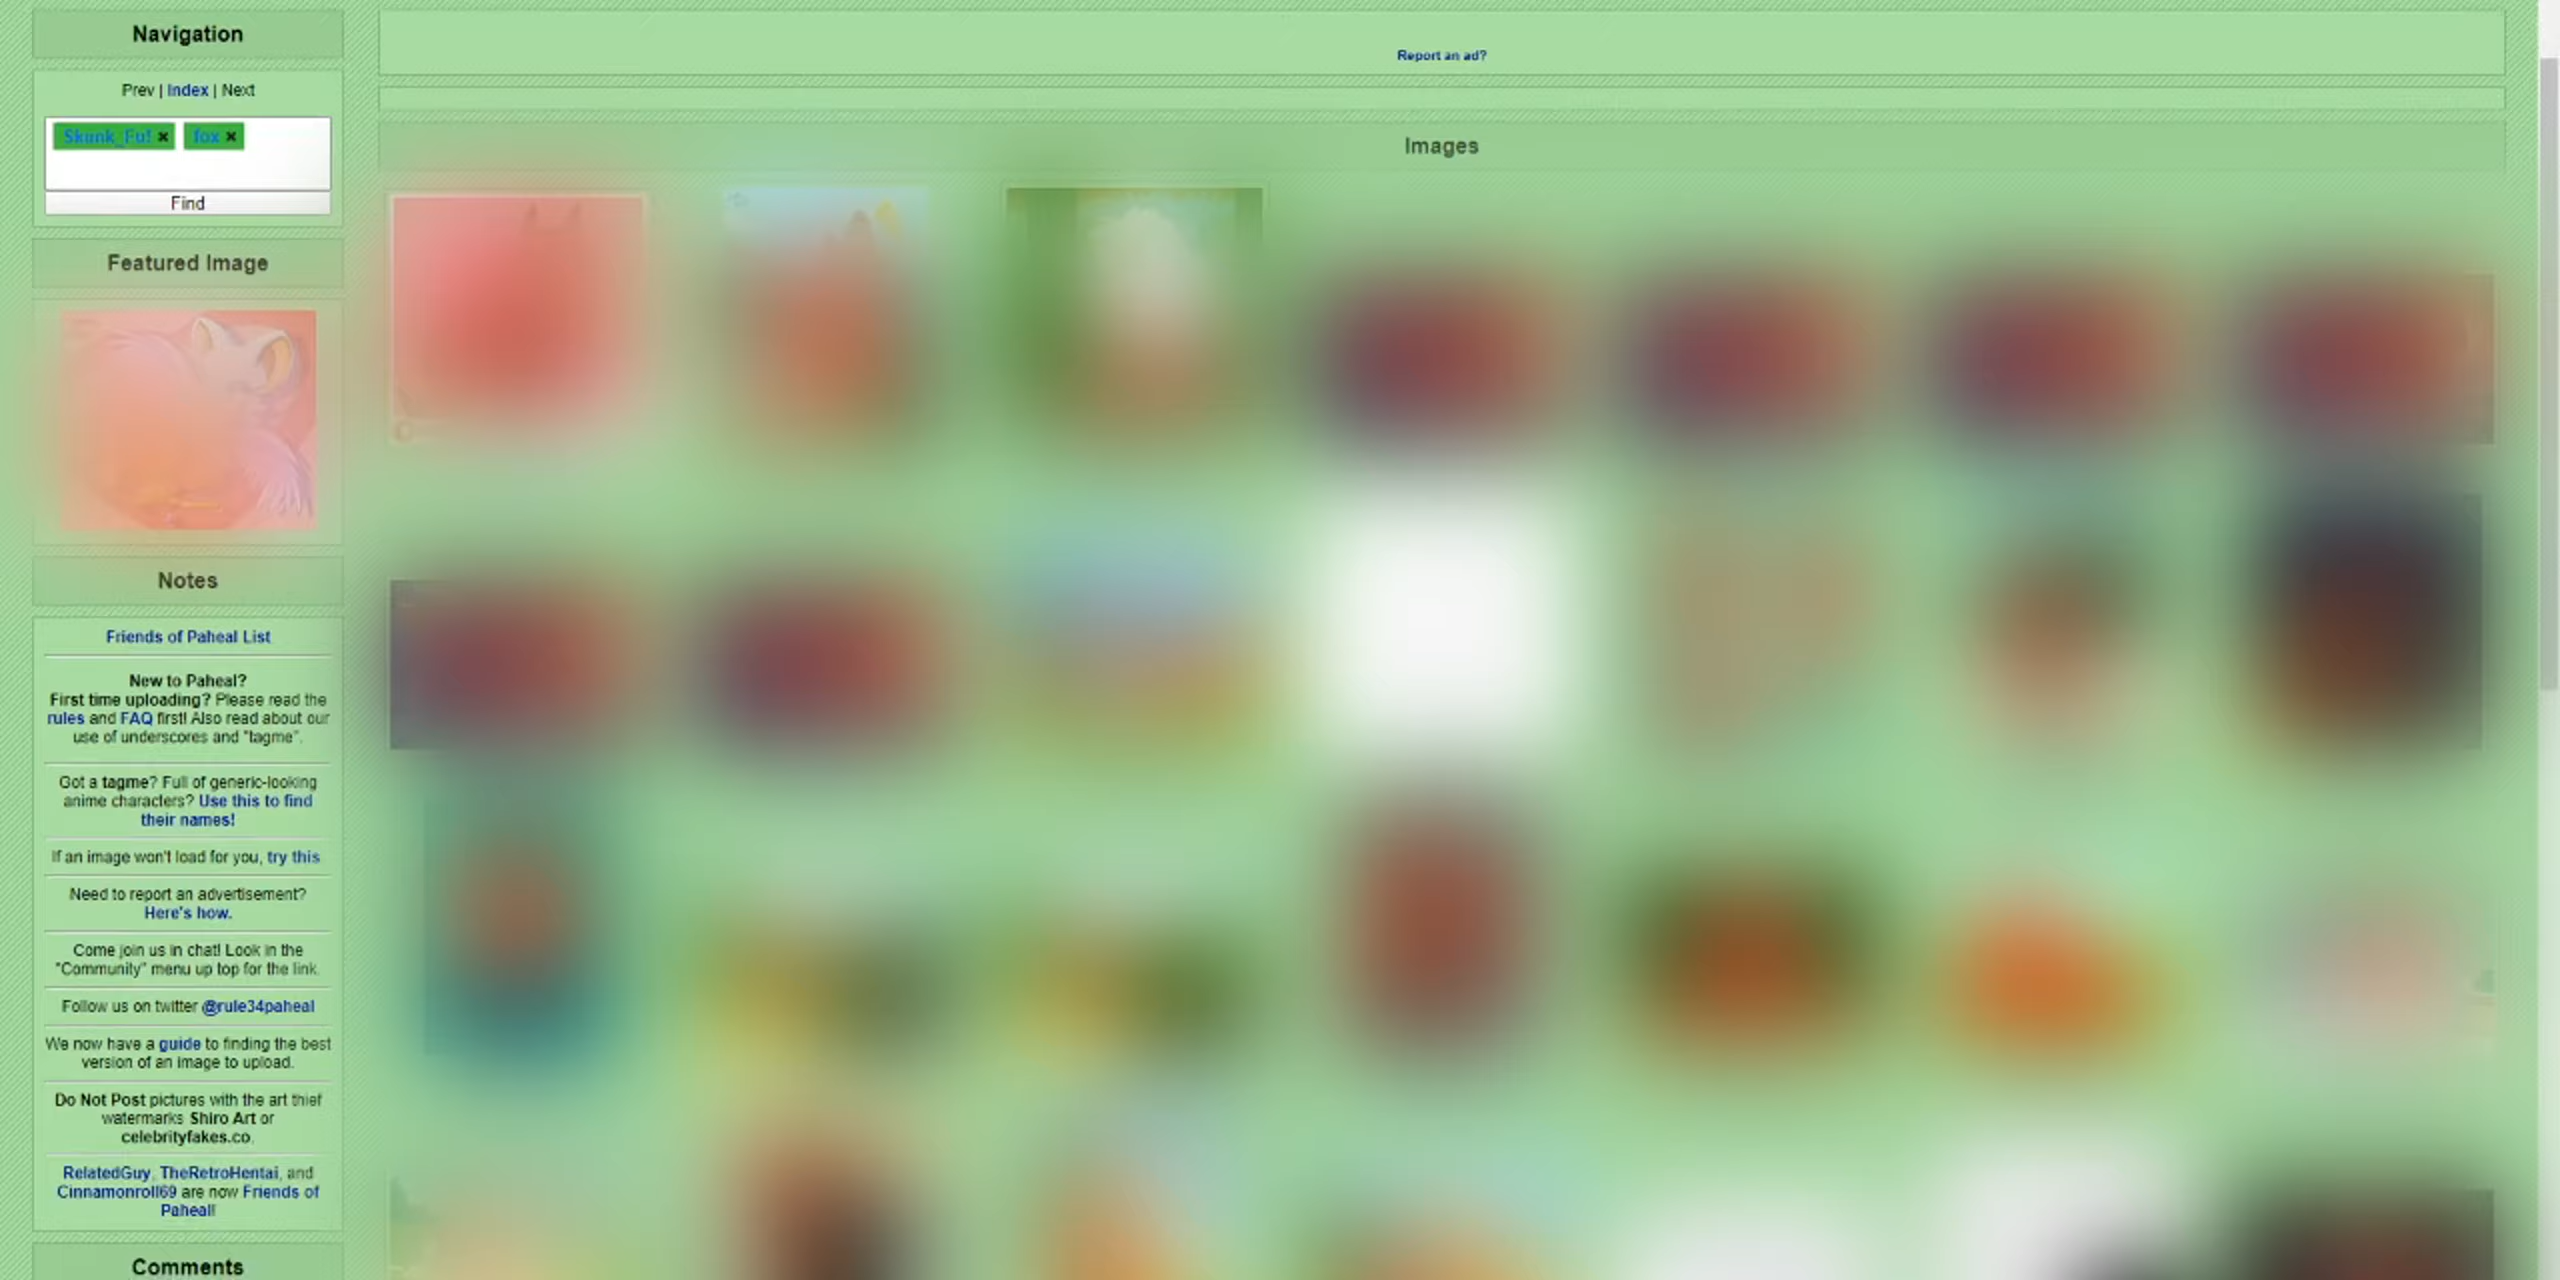 Navigation
Report an ad?
Prev | Index | Next
Skunk_Fu! × fox ×
Find
Images
Featured Image
Notes
Friends of Paheal List
New to Paheal?
First time uploading? Please read the
rules and FAQ first! Also read about our
use of underscores and "tagme".
Got a tagme? Full of generic-looking
anime characters? Use this to find
their names!
If an image won't load for you, try this
Need to report an advertisement?
Here's how.
Come join us in chat! Look in the
"Community" menu up top for the link.
Follow us on twitter @rule34paheal
We now have a guide to finding the best
version of an image to upload.
Do Not Post pictures with the art thief
watermarks Shiro Art or
celebrityfakes.co.
RelatedGuy, TheRetroHentai, and
Cinnamonroll69 are now Friends of
Paheal!
Comments